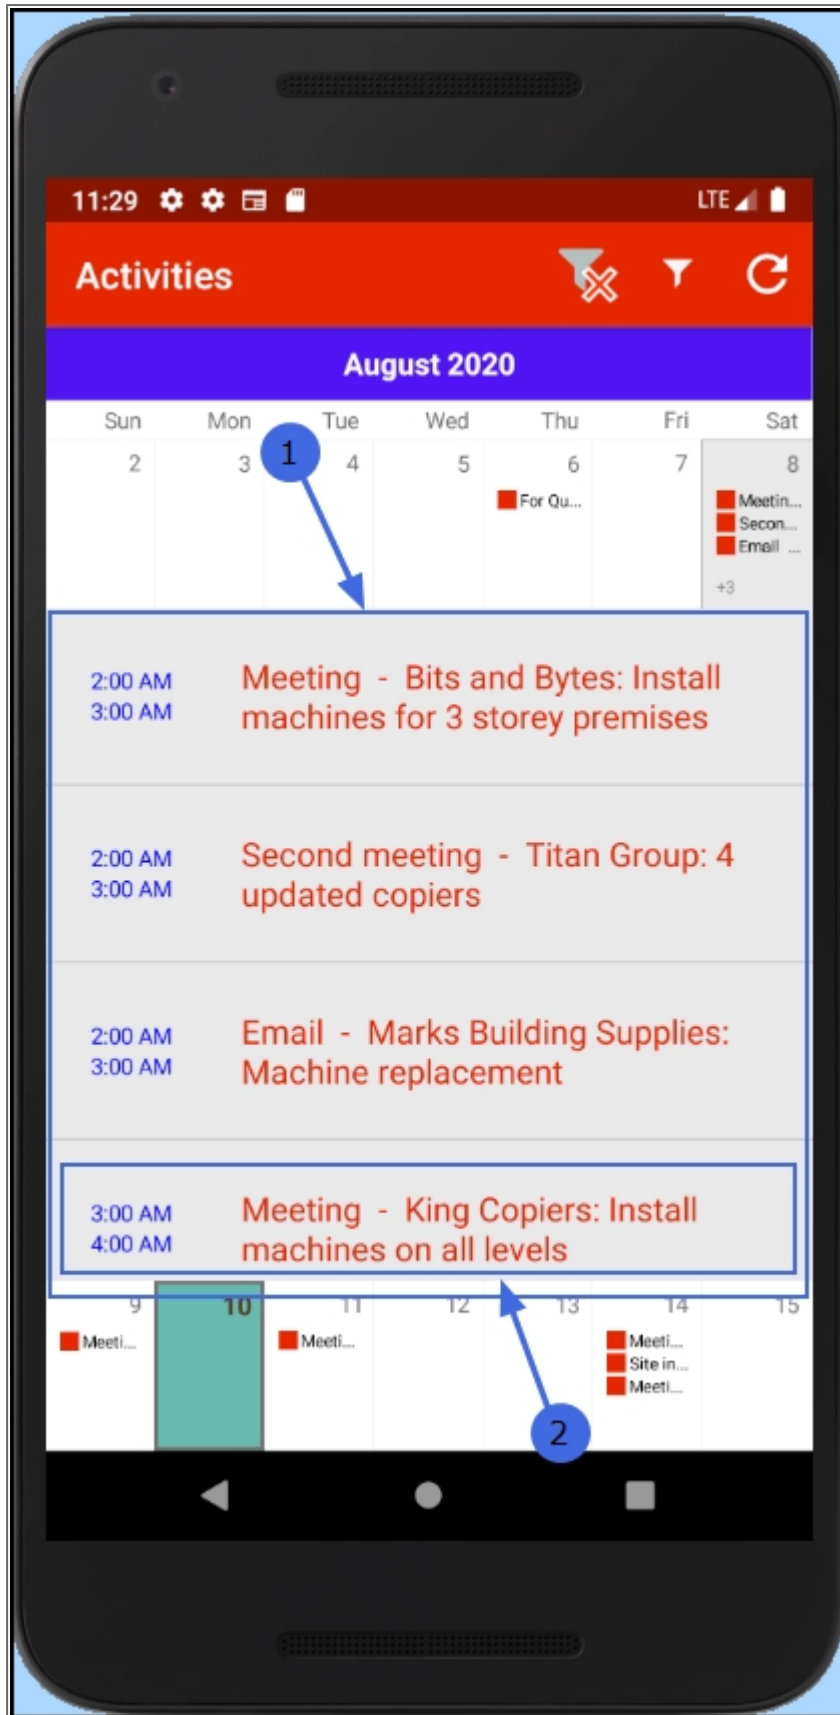 11:29 LTE
Activities
August 2020
Sun Mon Tue Wed Thu Fri Sat
2 3 4 5 6 7 8
1
For Qu... Meetin...
Secon...
Email ...
+3
2:00 AM Meeting - Bits and Bytes: Install
3:00 AM machines for 3 storey premises
2:00 AM Second meeting - Titan Group: 4
3:00 AM updated copiers
2:00 AM Email - Marks Building Supplies:
3:00 AM Machine replacement
3:00 AM Meeting - King Copiers: Install
4:00 AM machines on all levels
9 10 11 12 13 14 15
Meeti... Meeti... Meeti...
Site in...
Meeti...
2